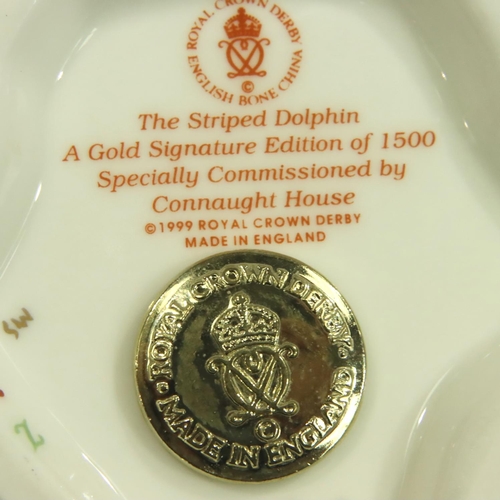 ROYAL CROWN DERBY
ENGLISH BONE CHINA
©
The Striped Dolphin
A Gold Signature Edition of 1500
Specially Commissioned by
Connaught House
© 1999 ROYAL CROWN DERBY
MADE IN ENGLAND
·ROYAL CROWN DERBY·
©
MADE IN ENGLAND